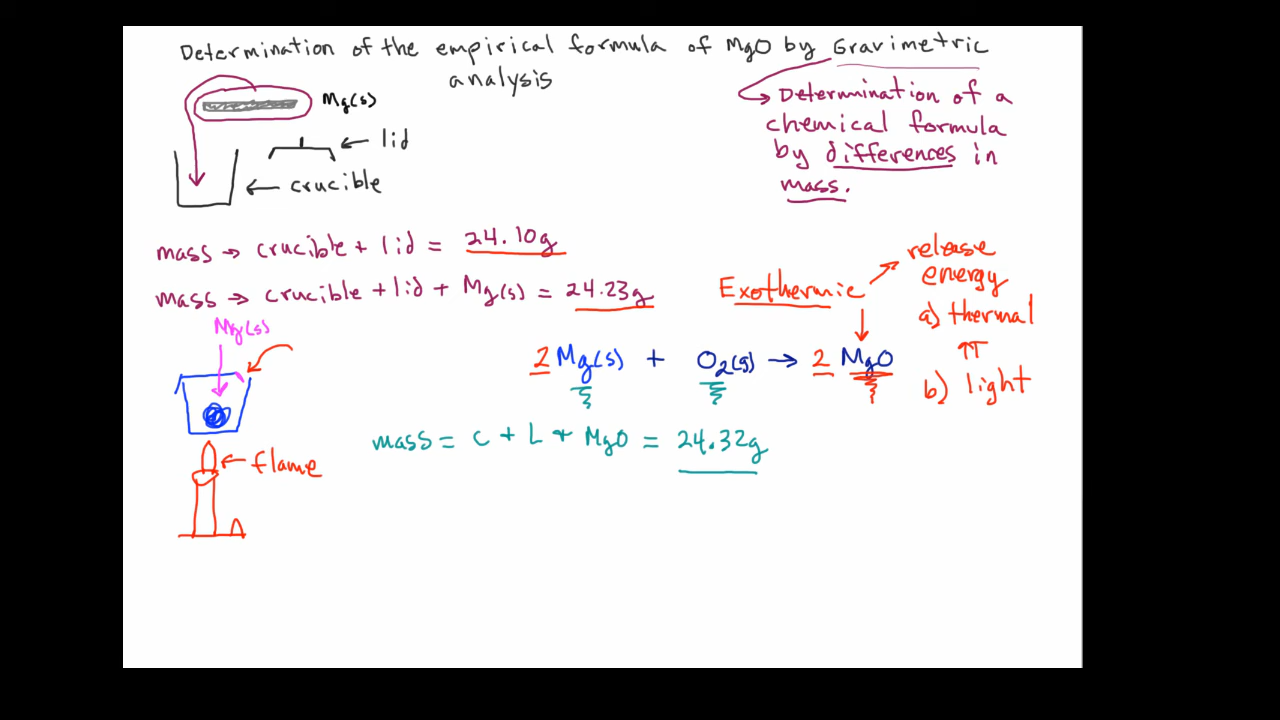 Determination of the empirical formula of MgO by Gravimetric
analysis
Mg(s)
lid
crucible
Determination of a
chemical formula
by differences in
mass.
mass → crucible + lid = 24.10g
mass → crucible + lid + Mg(s) = 24.23g
Mg(s)
Exothermic
release
energy
a) thermal
b) light
2 Mg(s) + O2(g) → 2 MgO
mass = C + L + MgO = 24.32g
flame